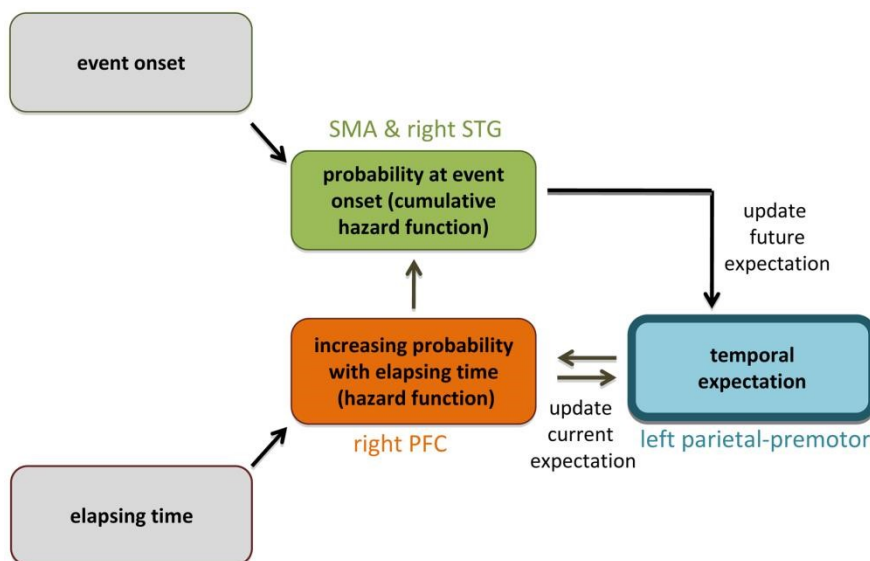 event onset
SMA & right STG
probability at event
onset (cumulative
hazard function)
update
future
expectation
increasing probability
with elapsing time
(hazard function)
temporal
expectation
update
current
expectation
right PFC
left parietal-premotor
elapsing time